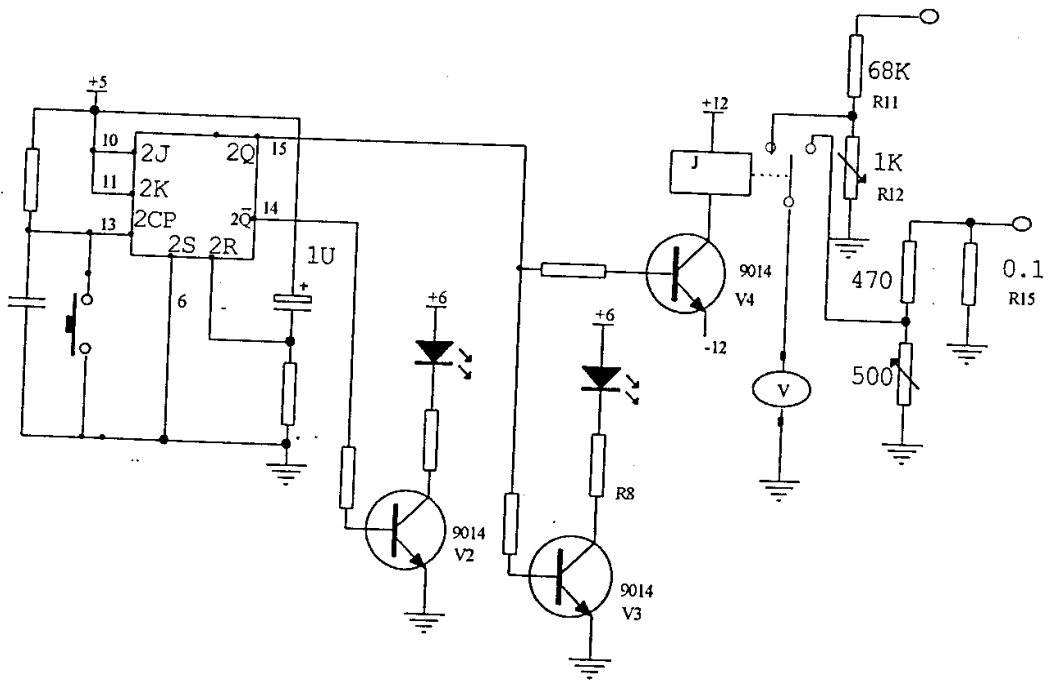 68K
R11
+5
+12
10
2J
2Q
15
J
1K
R12
11
2K
14
2Q̅
13
2CP
2S
2R
1U
+
9014
V4
470
0.1
R15
6
+6
+6
-12
500
V
R8
9014
V2
9014
V3